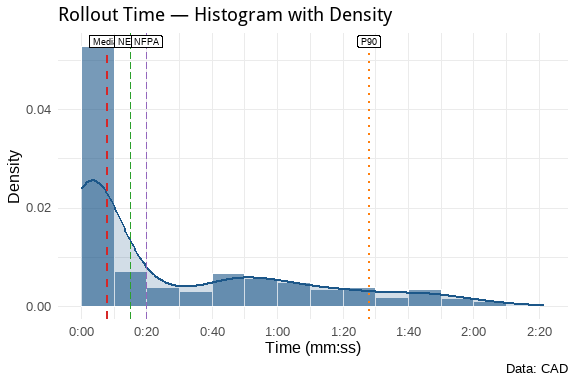 Rollout Time — Histogram with Density
Medi NE NFPA P90
0.04
0.02
0.00
Density
0:00 0:20 0:40 1:00 1:20 1:40 2:00 2:20
Time (mm:ss)
Data: CAD